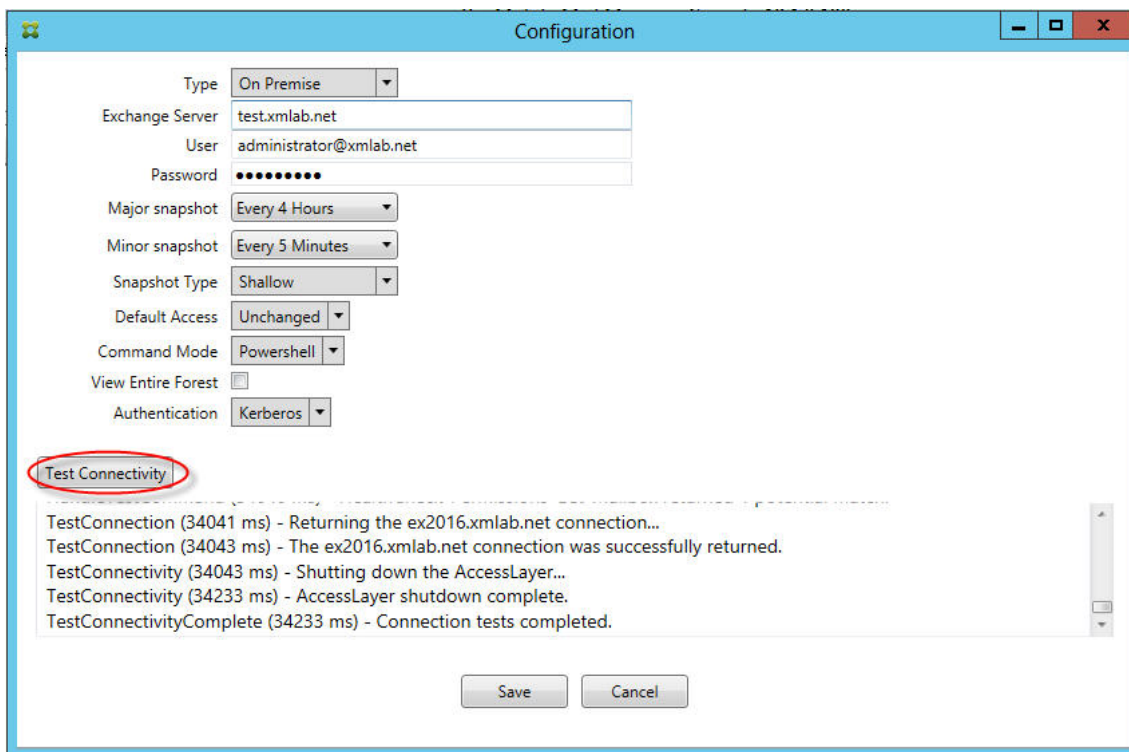 Configuration
Type On Premise
Exchange Server test.xmlab.net
User administrator@xmlab.net
Password •••••••••
Major snapshot Every 4 Hours
Minor snapshot Every 5 Minutes
Snapshot Type Shallow
Default Access Unchanged
Command Mode Powershell
View Entire Forest
Authentication Kerberos
Test Connectivity
TestConnection (34041 ms) - Returning the ex2016.xmlab.net connection...
TestConnection (34043 ms) - The ex2016.xmlab.net connection was successfully returned.
TestConnectivity (34043 ms) - Shutting down the AccessLayer...
TestConnectivity (34233 ms) - AccessLayer shutdown complete.
TestConnectivityComplete (34233 ms) - Connection tests completed.
Save Cancel